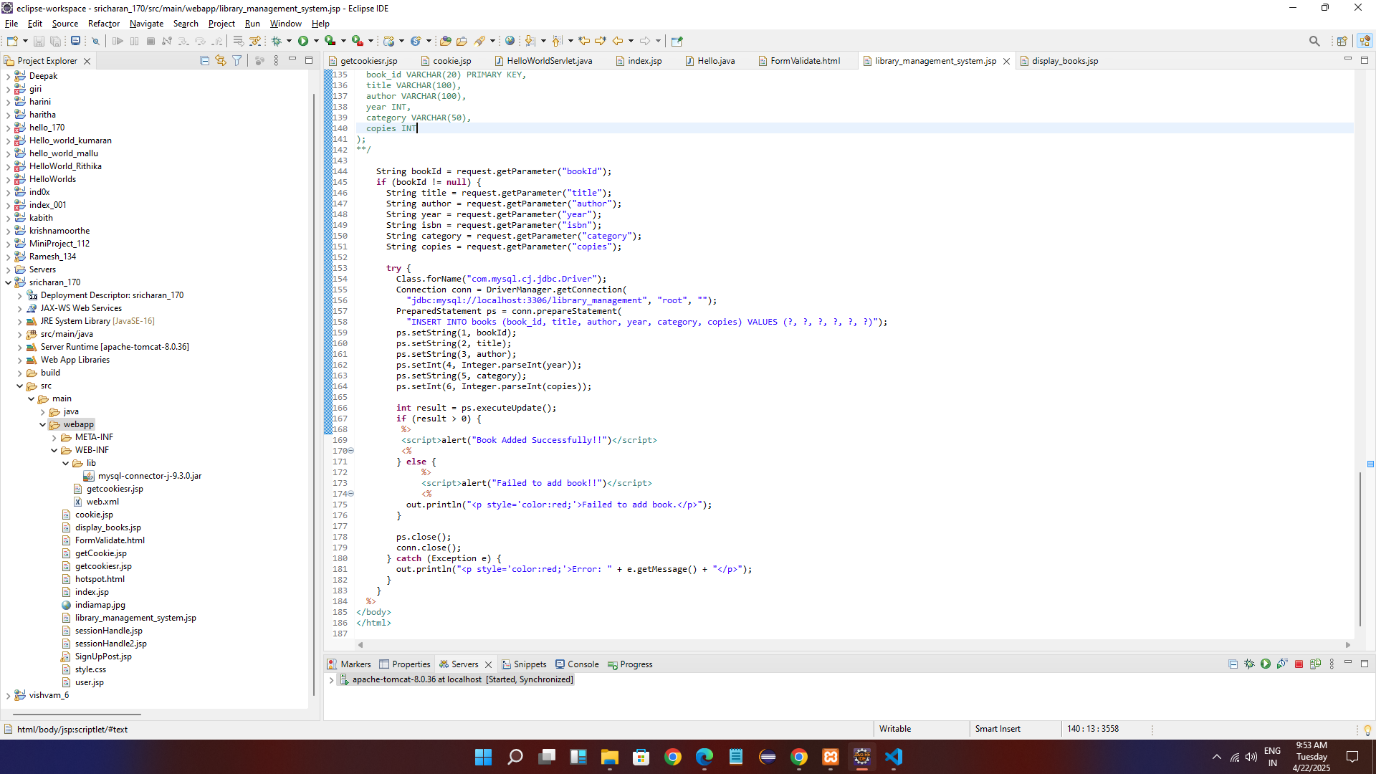 eclipse-workspace - sricharan_170/src/main/webapp/library_management_system.jsp - Eclipse IDE
File Edit Source Refactor Navigate Search Project Run Window Help
Project Explorer
getcookiesr.jsp cookie.jsp HelloWorldServlet.java index.jsp Hello.java FormValidate.html library_management_system.jsp display_books.jsp
Deepak
giri
harini
haritha
hello_170
Hello_world_kumaran
hello_world_mallu
HelloWorld_Rithika
HelloWorlds
ind0x
index_001
kabith
krishnamoorthe
MiniProject_112
Ramesh_134
Servers
sricharan_170
Deployment Descriptor: sricharan_170
JAX-WS Web Services
JRE System Library [JavaSE-16]
src/main/java
Server Runtime [apache-tomcat-8.0.36]
Web App Libraries
build
src
main
java
webapp
META-INF
WEB-INF
lib
mysql-connector-j-9.3.0.jar
getcookiesr.jsp
web.xml
cookie.jsp
display_books.jsp
FormValidate.html
getCookie.jsp
getcookiesr.jsp
hotspot.html
index.jsp
indiamap.jpg
library_management_system.jsp
sessionHandle.jsp
sessionHandle2.jsp
SignUpPost.jsp
style.css
user.jsp
vishvam_6
135 book_id VARCHAR(20) PRIMARY KEY,
136 title VARCHAR(100),
137 author VARCHAR(100),
138 year INT,
139 category VARCHAR(50),
140 copies INT
141 );
142 **/
143
144 String bookId = request.getParameter("bookId");
145 if (bookId != null) {
146 String title = request.getParameter("title");
147 String author = request.getParameter("author");
148 String year = request.getParameter("year");
149 String isbn = request.getParameter("isbn");
150 String category = request.getParameter("category");
151 String copies = request.getParameter("copies");
152
153 try {
154 Class.forName("com.mysql.cj.jdbc.Driver");
155 Connection conn = DriverManager.getConnection(
156 "jdbc:mysql://localhost:3306/library_management", "root", "");
157 PreparedStatement ps = conn.prepareStatement(
158 "INSERT INTO books (book_id, title, author, year, category, copies) VALUES (?, ?, ?, ?, ?, ?)");
159 ps.setString(1, bookId);
160 ps.setString(2, title);
161 ps.setString(3, author);
162 ps.setInt(4, Integer.parseInt(year));
163 ps.setString(5, category);
164 ps.setInt(6, Integer.parseInt(copies));
165
166 int result = ps.executeUpdate();
167 if (result > 0) {
168 %>
169 <script>alert("Book Added Successfully!!")</script>
170 <%
171 } else {
172 %>
173 <script>alert("Failed to add book!!")</script>
174 <%
175 out.println("<p style='color:red;'>Failed to add book.</p>");
176 }
177
178 ps.close();
179 conn.close();
180 } catch (Exception e) {
181 out.println("<p style='color:red;'>Error: " + e.getMessage() + "</p>");
182 }
183 }
184 %>
185 </body>
186 </html>
187
Markers Properties Servers Snippets Console Progress
apache-tomcat-8.0.36 at localhost [Started, Synchronized]
html/body/jsp:scriptlet/#text Writable Smart Insert 140 : 13 : 3558
ENG
IN
9:53 AM
Tuesday
4/22/2025